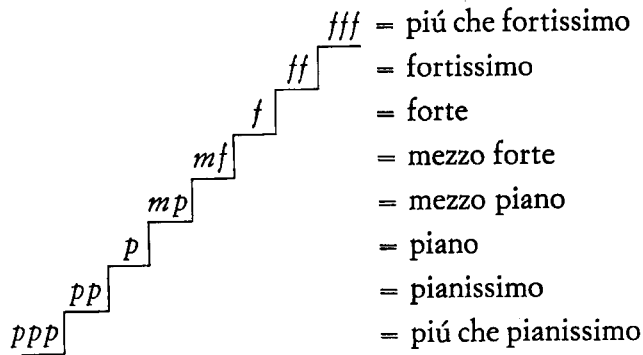 fff = piú che fortissimo
ff = fortissimo
f = forte
mf = mezzo forte
mp = mezzo piano
p = piano
pp = pianissimo
ppp = piú che pianissimo